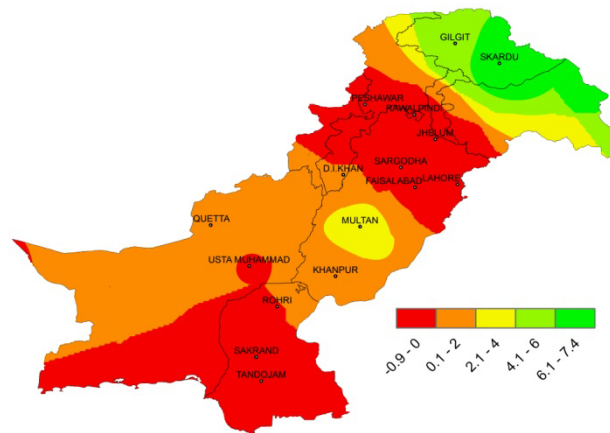 GILGIT
SKARDU
PESHAWAR
RAWALPINDI
JHBLUM
SARGODHA
D.I.KHAN
FAISALABAD
LAHORE
QUETTA
MULTAN
USTA MUHAMMAD
KHANPUR
ROHRI
SAKRAND
TANDOJAM
-0.9 - 0
0.1 - 2
2.1 - 4
4.1 - 6
6.1 - 7.4